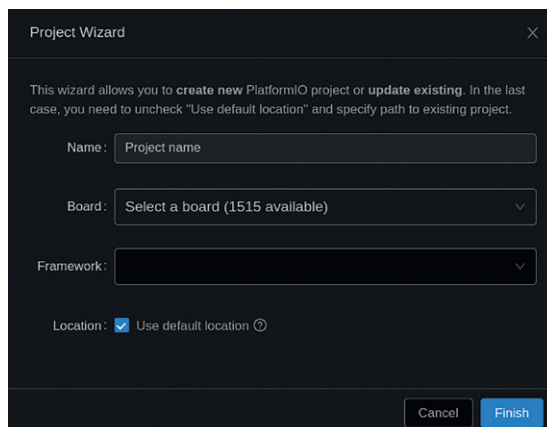 Project Wizard
This wizard allows you to create new PlatformIO project or update existing. In the last
case, you need to uncheck "Use default location" and specify path to existing project.
Name: Project name
Board: Select a board (1515 available)
Framework:
Location: Use default location
Cancel Finish